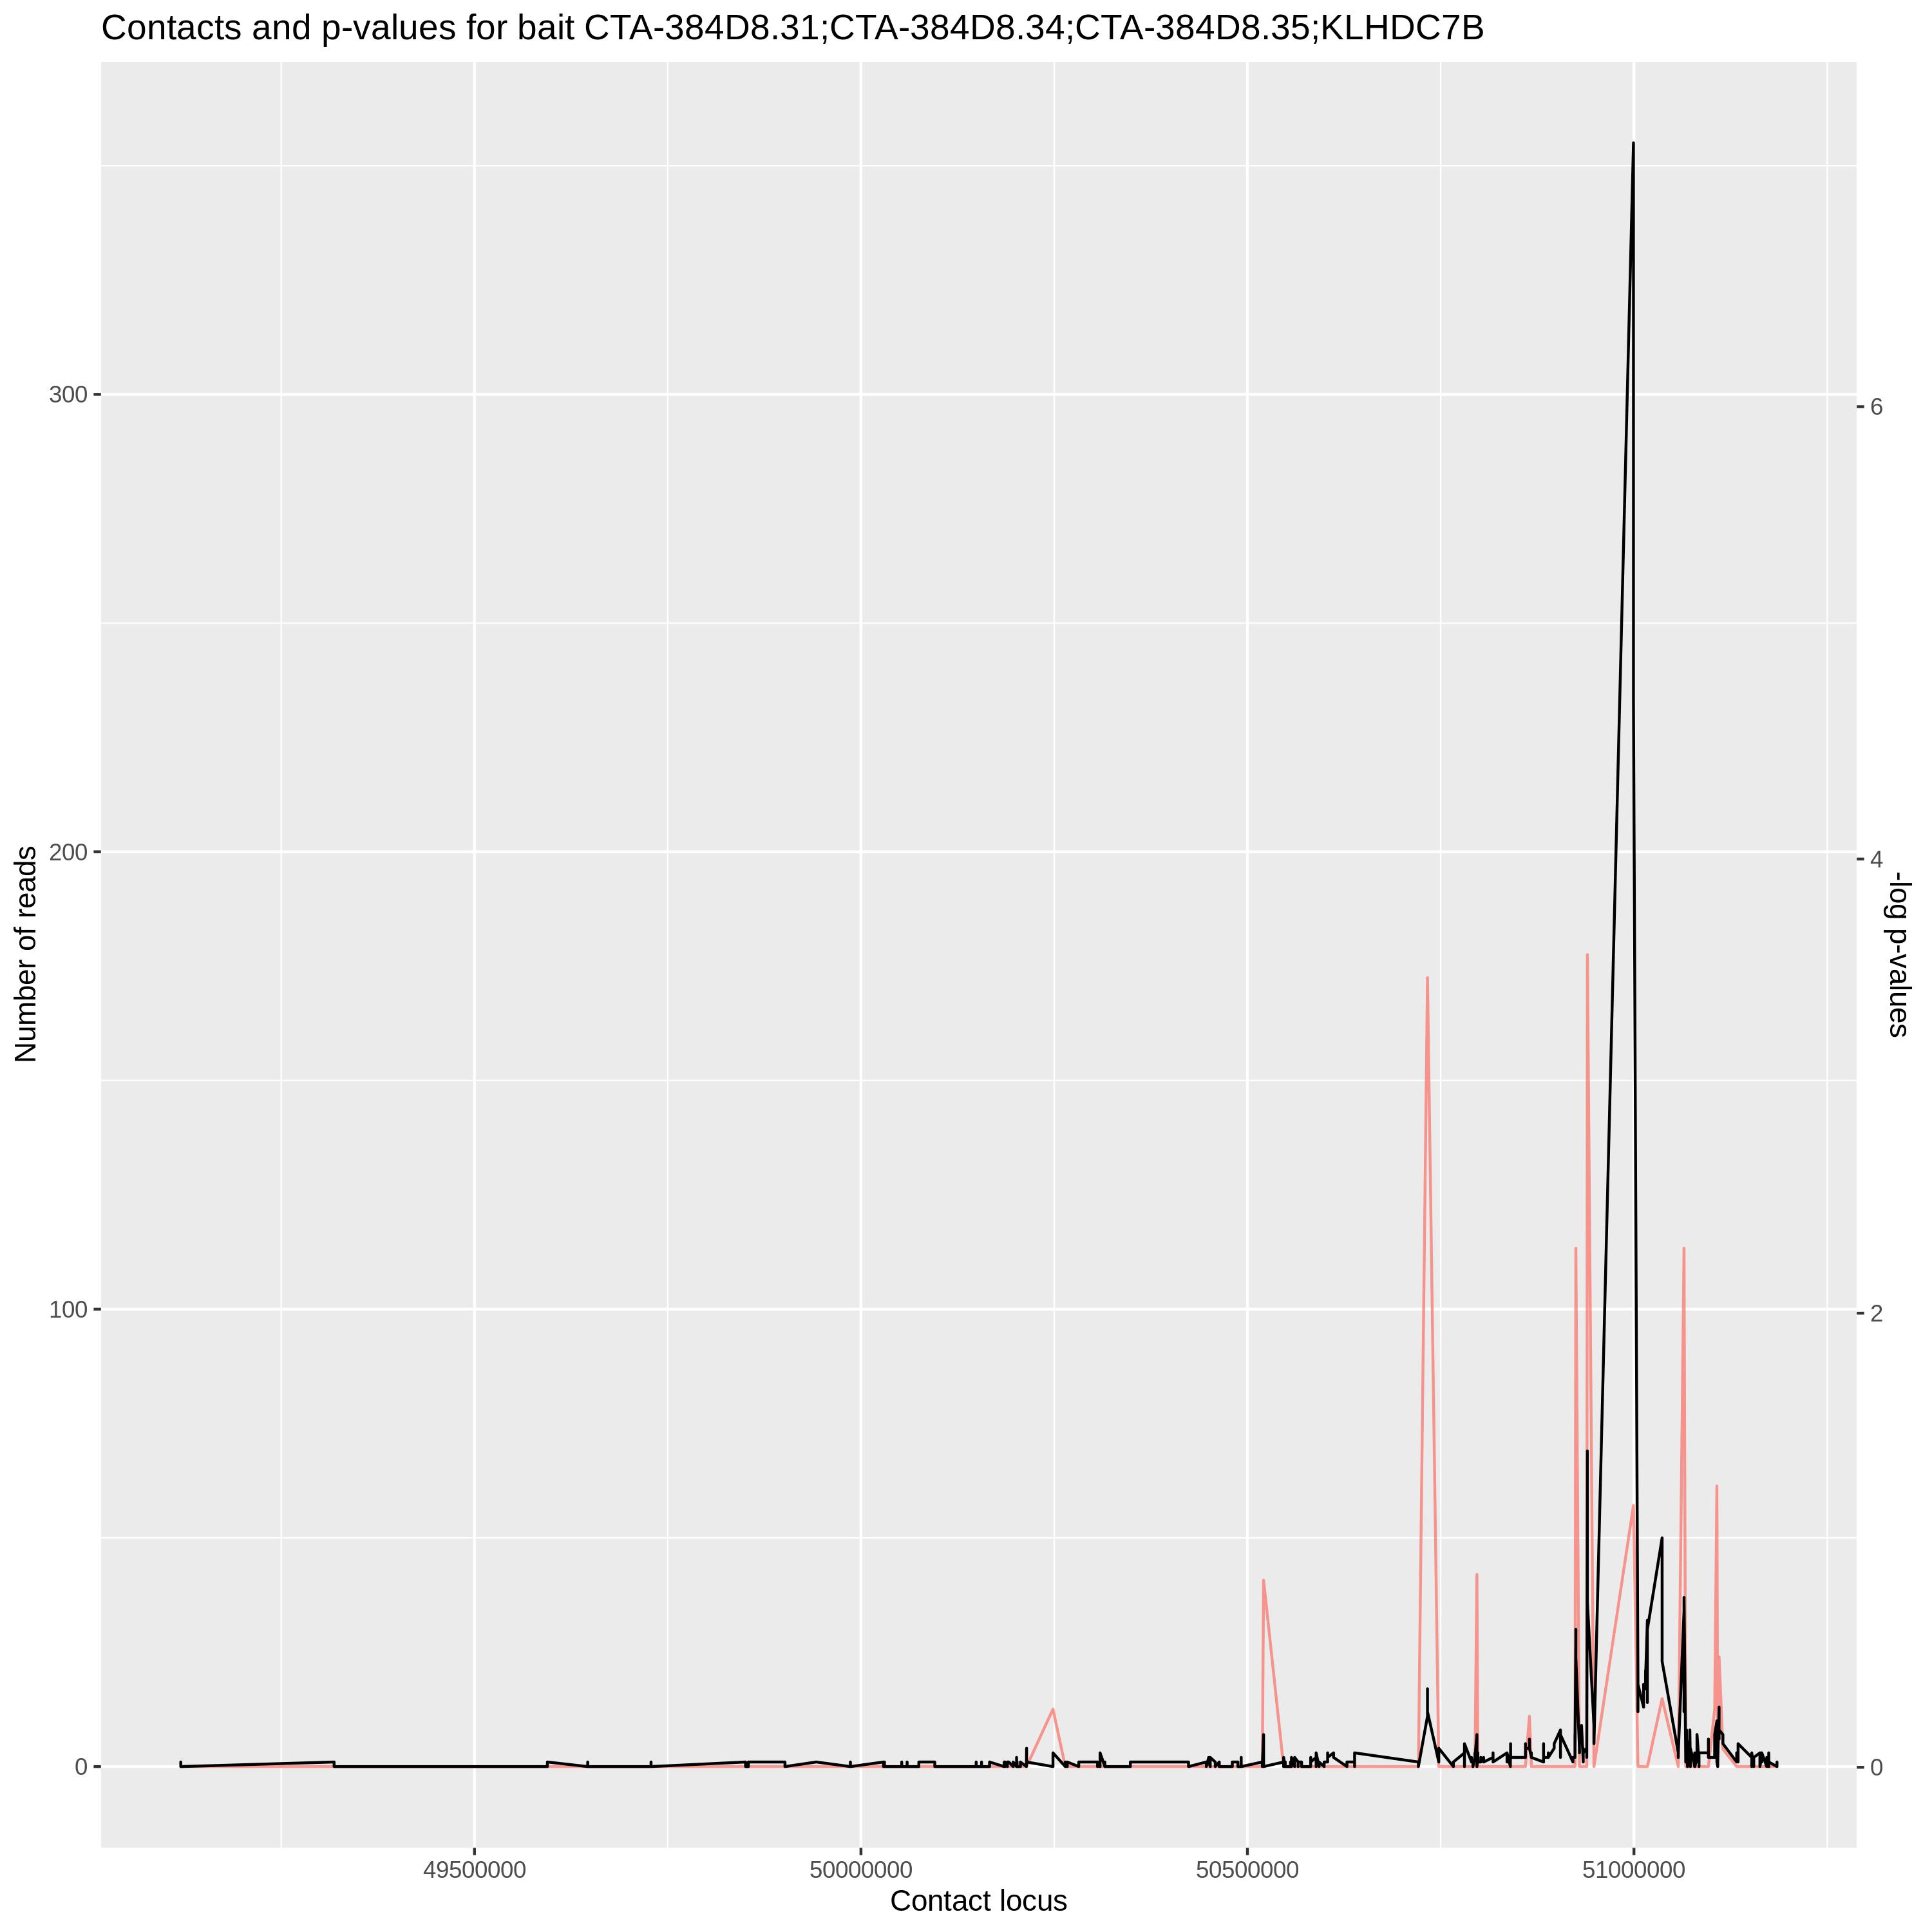 Contacts and p-values for bait CTA-384D8.31;CTA-384D8.34;CTA-384D8.35;KLHDC7B
Number of reads
300
200
100
0
6
4
2
0
-log p-values
49500000 50000000 50500000 51000000
Contact locus